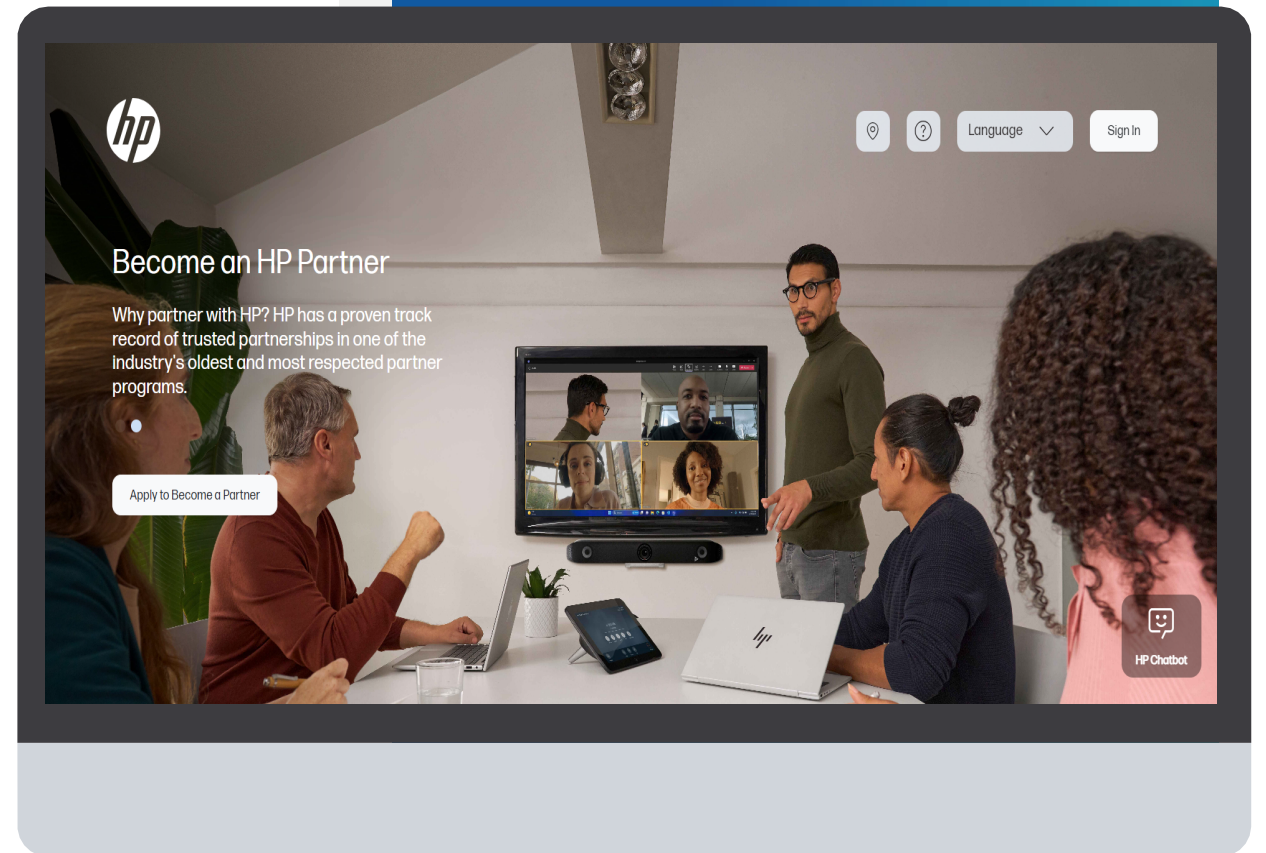 hp
Language
Sign In
Become an HP Partner
Why partner with HP? HP has a proven track
record of trusted partnerships in one of the
industry's oldest and most respected partner
programs.
Apply to Become a Partner
hp
HP Chatbot